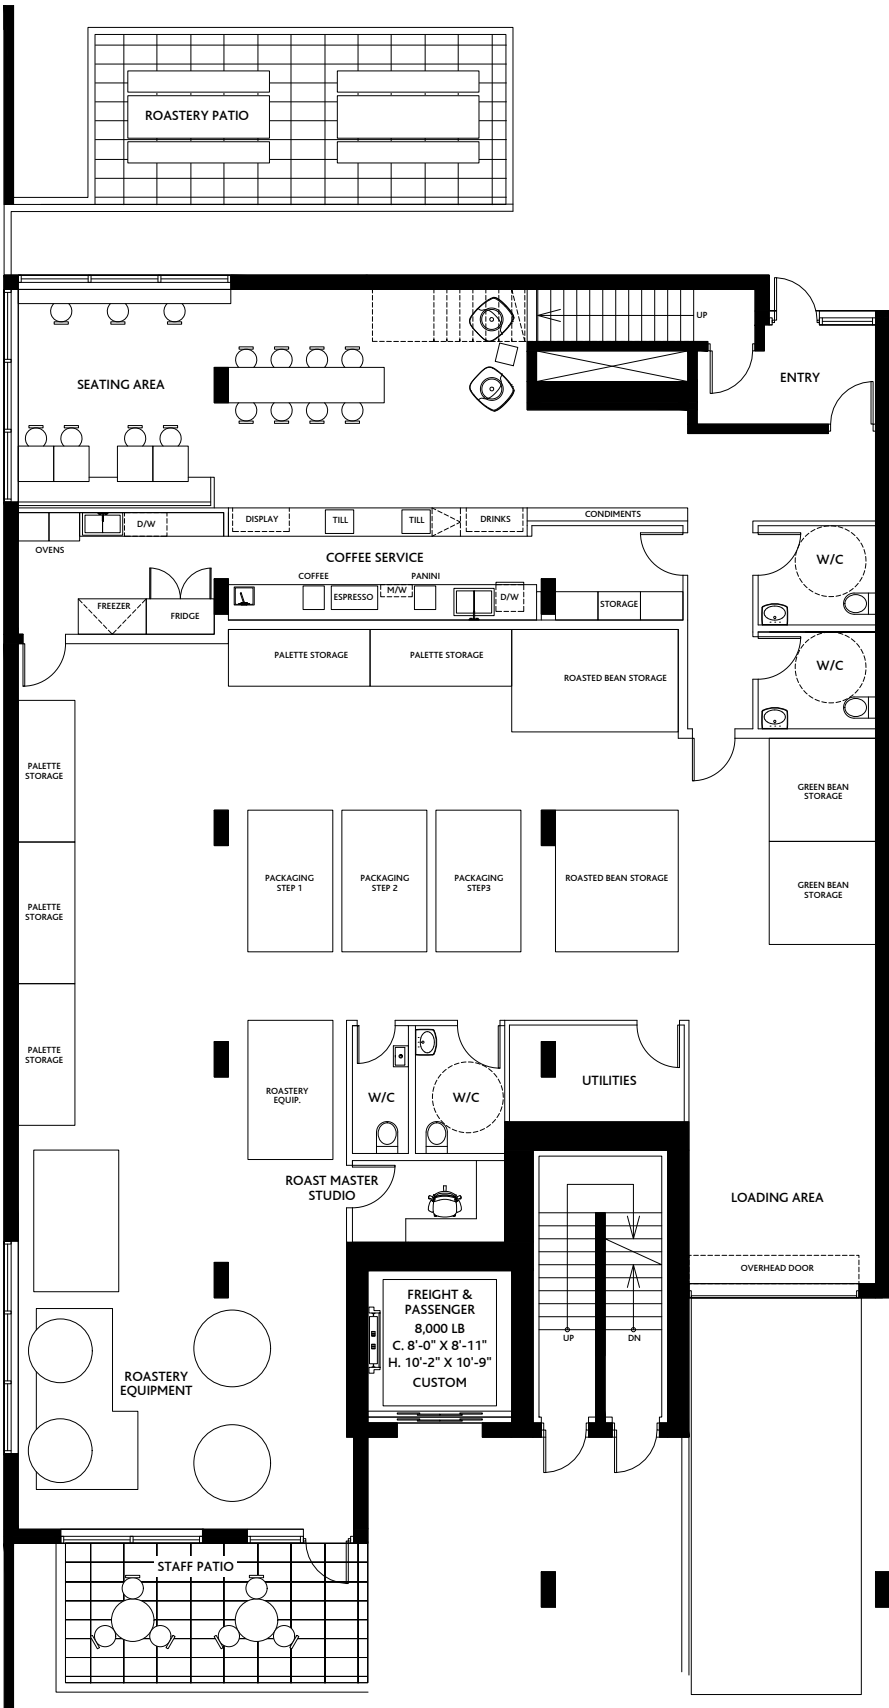 ROASTERY PATIO
UP
SEATING AREA
ENTRY
DISPLAY
TILL
TILL
DRINKS
CONDIMENTS
D/W
OVENS
COFFEE SERVICE
W/C
COFFEE
PANINI
ESPRESSO
M/W
D/W
STORAGE
FREEZER
FRIDGE
PALETTE STORAGE
PALETTE STORAGE
ROASTED BEAN STORAGE
W/C
PALETTE
STORAGE
GREEN BEAN
STORAGE
PACKAGING
STEP 1
PACKAGING
STEP 2
PACKAGING
STEP3
ROASTED BEAN STORAGE
GREEN BEAN
STORAGE
PALETTE
STORAGE
PALETTE
STORAGE
ROASTERY
EQUIP.
W/C
W/C
UTILITIES
ROAST MASTER
STUDIO
LOADING AREA
OVERHEAD DOOR
FREIGHT &
PASSENGER
8,000 LB
C. 8'-0" X 8'-11"
H. 10'-2" X 10'-9"
CUSTOM
UP
DN
ROASTERY
EQUIPMENT
STAFF PATIO